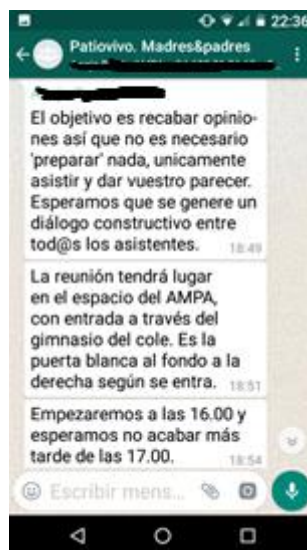 22:36
Patiovivo. Madres&padres
El objetivo es recabar opinio-
nes así que no es necesario
'preparar' nada, unicamente
asistir y dar vuestro parecer.
Esperamos que se genere un
diálogo constructivo entre
tod@s los asistentes. 18:49
La reunión tendrá lugar
en el espacio del AMPA,
con entrada a través del
gimnasio del cole. Es la
puerta blanca al fondo a la
derecha según se entra. 18:51
Empezaremos a las 16.00 y
esperamos no acabar más
tarde de las 17.00. 18:54
Escribir mens...